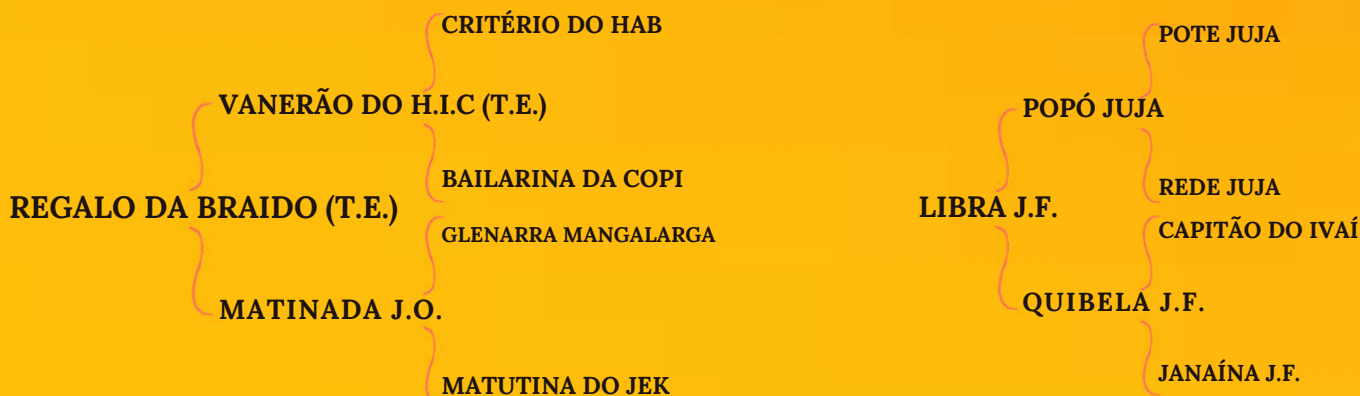 CRITÉRIO DO HAB
VANERÃO DO H.I.C (T.E.)
BAILARINA DA COPI
REGALO DA BRAIDO (T.E.)
GLENARRA MANGALARGA
MATINADA J.O.
MATUTINA DO JEK
POTE JUJA
POPÓ JUJA
REDE JUJA
LIBRA J.F.
CAPITÃO DO IVAÍ
QUIBELA J.F.
JANAÍNA J.F.